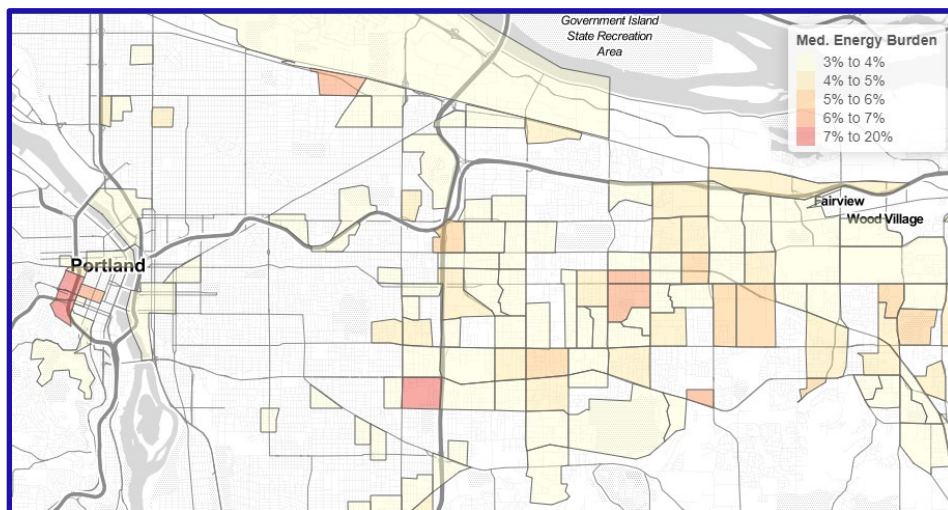 Government Island
State Recreation
Area
Med. Energy Burden
3% to 4%
4% to 5%
5% to 6%
6% to 7%
7% to 20%
Fairview
Wood Village
Portland